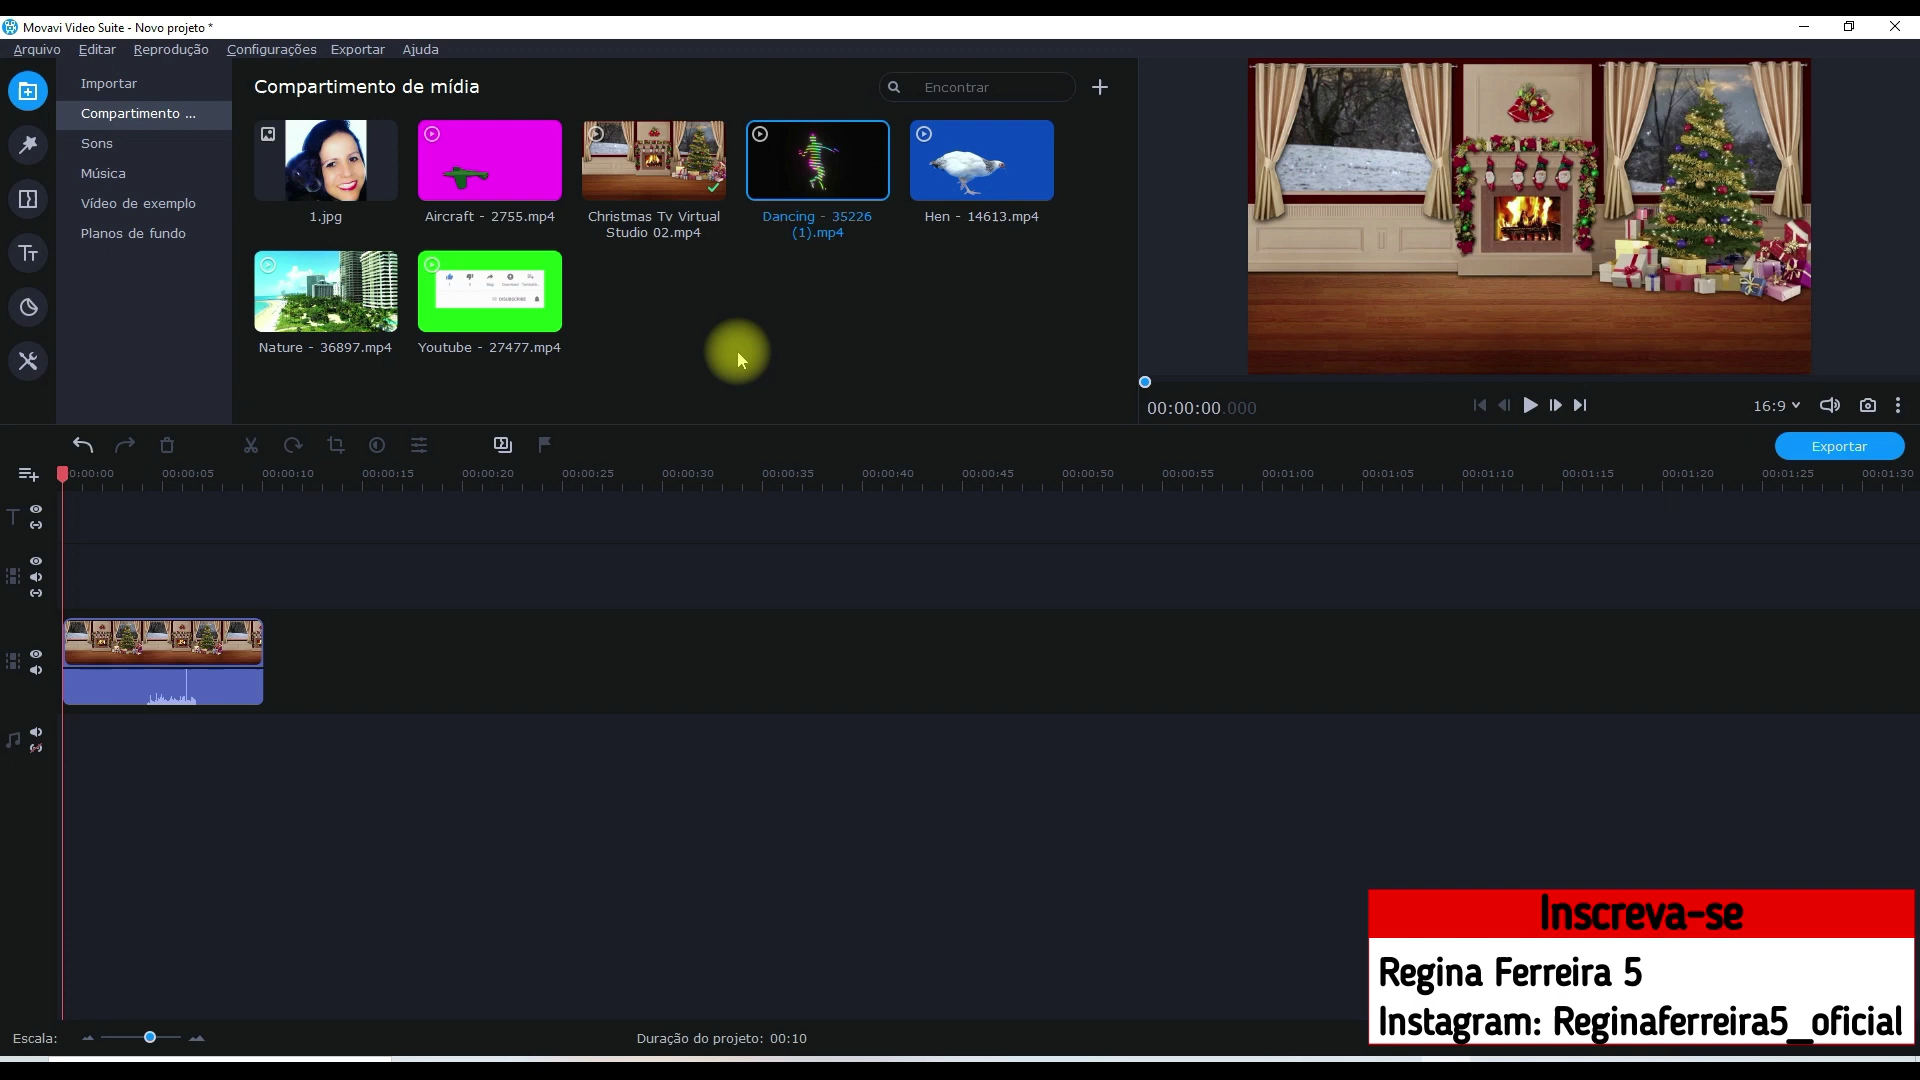 Movavi Video Suite - Novo projeto *
Arquivo Editar Reprodução Configurações Exportar Ajuda
Importar
Compartimento ...
Sons
Música
Vídeo de exemplo
Planos de fundo
Compartimento de mídia
Encontrar
1.jpg
Aircraft - 2755.mp4
Christmas Tv Virtual
Studio 02.mp4
Dancing - 35226
(1).mp4
Hen - 14613.mp4
Nature - 36897.mp4
Youtube - 27477.mp4
00:00:00.000
16:9
Exportar
0:00:00 00:00:05 00:00:10 00:00:15 00:00:20 00:00:25 00:00:30 00:00:35 00:00:40 00:00:45 00:00:50 00:00:55 00:01:00 00:01:05 00:01:10 00:01:15 00:01:20 00:01:25 00:01:30
Inscreva-se
Regina Ferreira 5
Instagram: Reginaferreira5_oficial
Escala:
Duração do projeto: 00:10